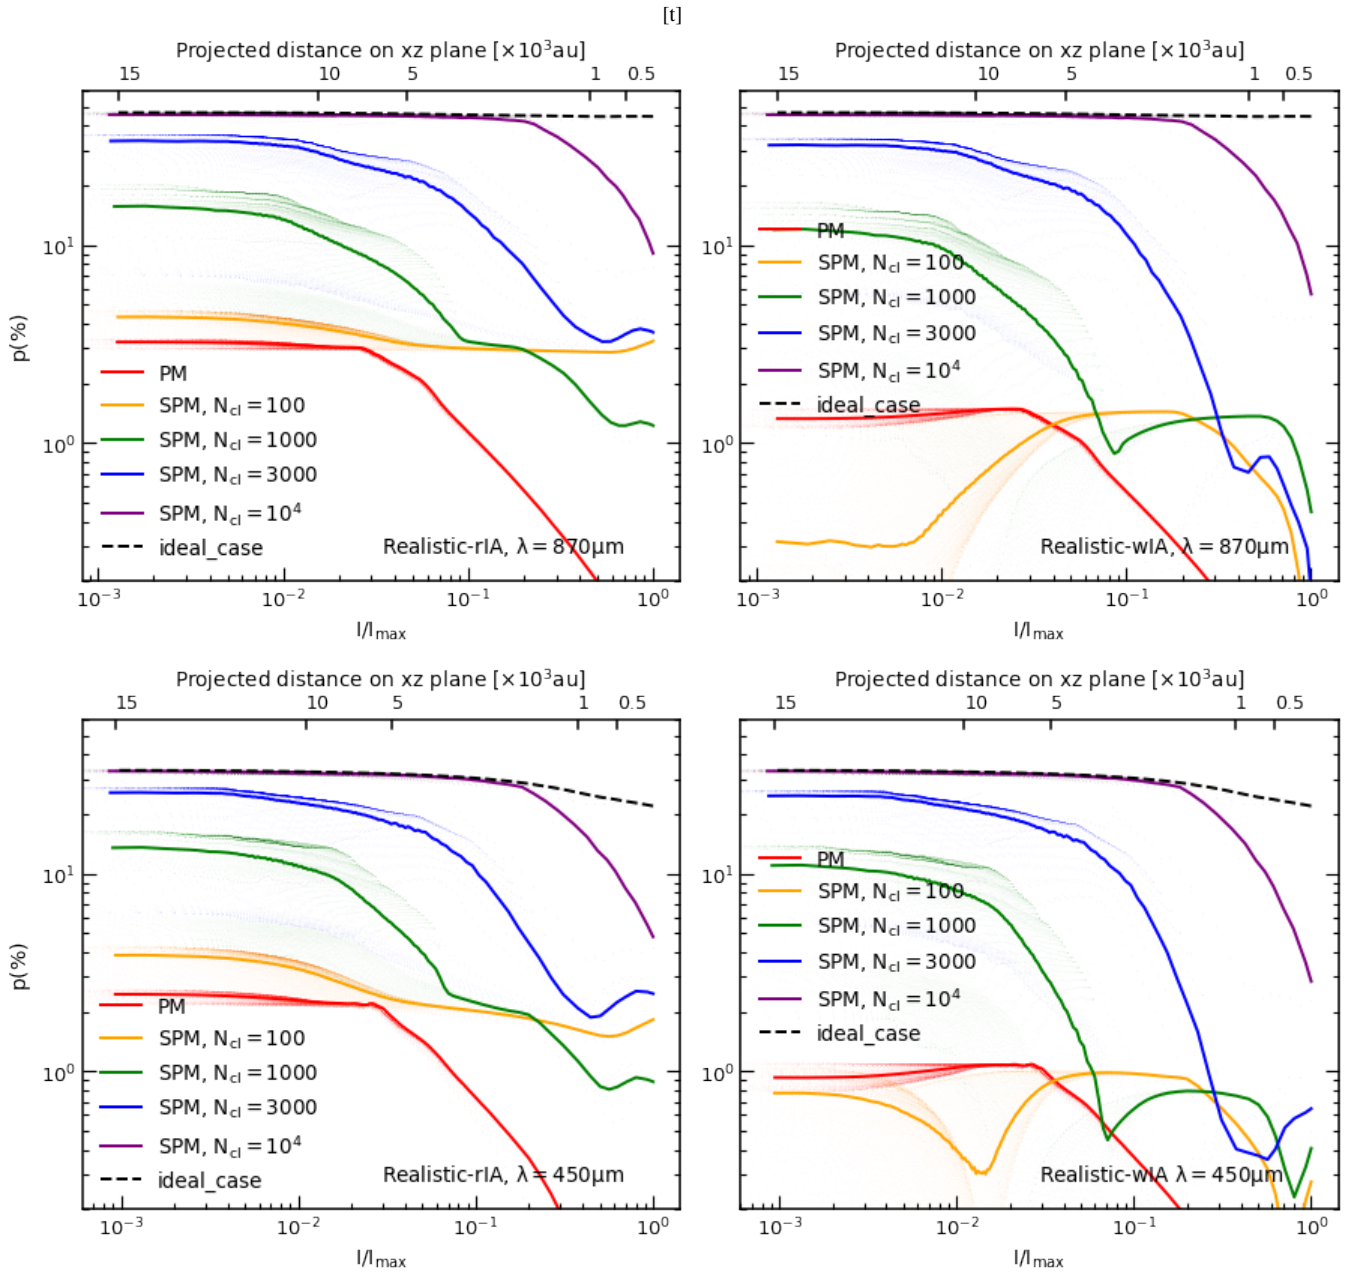 [t]
Projected distance on xz plane [×10³au]
15 10 5 1 0.5
p(%)
10¹
10⁰
PM
SPM, N_cl = 100
SPM, N_cl = 1000
SPM, N_cl = 3000
SPM, N_cl = 10⁴
ideal_case
Realistic-rIA, λ = 870μm
10⁻³ 10⁻² 10⁻¹ 10⁰
I/I_max
Projected distance on xz plane [×10³au]
15 10 5 1 0.5
10¹
10⁰
PM
SPM, N_cl = 100
SPM, N_cl = 1000
SPM, N_cl = 3000
SPM, N_cl = 10⁴
ideal_case
Realistic-wIA, λ = 870μm
10⁻³ 10⁻² 10⁻¹ 10⁰
I/I_max
Projected distance on xz plane [×10³au]
15 10 5 1 0.5
p(%)
10¹
10⁰
PM
SPM, N_cl = 100
SPM, N_cl = 1000
SPM, N_cl = 3000
SPM, N_cl = 10⁴
ideal_case
Realistic-rIA, λ = 450μm
10⁻³ 10⁻² 10⁻¹ 10⁰
I/I_max
Projected distance on xz plane [×10³au]
15 10 5 1 0.5
10¹
10⁰
PM
SPM, N_cl = 100
SPM, N_cl = 1000
SPM, N_cl = 3000
SPM, N_cl = 10⁴
ideal_case
Realistic-wIA λ = 450μm
10⁻³ 10⁻² 10⁻¹ 10⁰
I/I_max